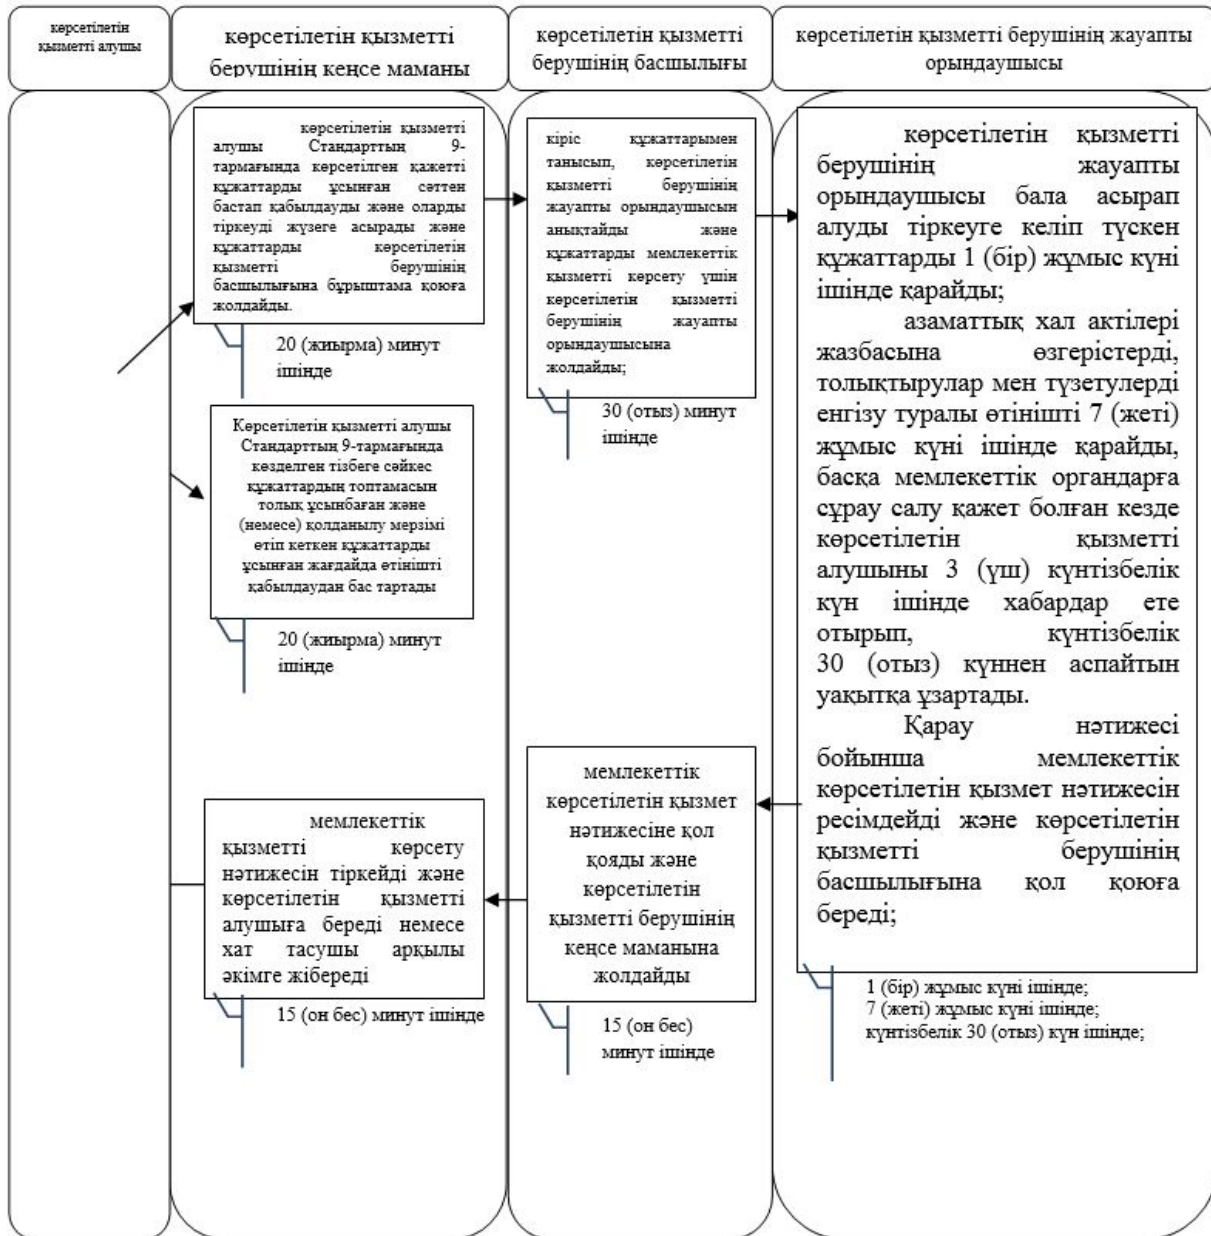 көрсетілетін
қызметті алушы
көрсетілетін қызметті
берушінің кеңсе маманы
көрсетілетін қызметті
берушінің басшылығы
көрсетілетін қызметті берушінің жауапты
орындаушысы
көрсетілетін қызметті
алушы Стандарттың 9-
тармағында көрсетілген қажетті
құжаттарды ұсынған сәттен
бастап қабылдауды және оларды
тіркеуді жүзеге асырады және
құжаттарды көрсетілетін
қызметті берушінің
басшылығына бұрыштама қоюға
жолдайды.
20 (жиырма) минут
ішінде
Көрсетілетін қызметті алушы
Стандарттың 9-тармағында
көзделген тізбеге сәйкес
құжаттардың топтамасын
толық ұсынбаған және
(немесе) қолданылу мерзімі
өтіп кеткен құжаттарды
ұсынған жағдайда өтінішті
қабылдаудан бас тартады
20 (жиырма) минут
ішінде
кіріс құжаттарымен
танысып, көрсетілетін
қызметті берушінің
жауапты орындаушысын
анықтайды және
құжаттарды мемлекеттік
қызметті көрсету үшін
көрсетілетін қызметті
берушінің жауапты
орындаушысына
жолдайды;
30 (отыз) минут
ішінде
көрсетілетін қызметті
берушінің жауапты
орындаушысы бала асырап
алуды тіркеуге келіп түскен
құжаттарды 1 (бір) жұмыс күні
ішінде қарайды;
азаматтық хал актілері
жазбасына өзгерістерді,
толықтырулар мен түзетулерді
енгізу туралы өтінішті 7 (жеті)
жұмыс күні ішінде қарайды,
басқа мемлекеттік органдарға
сұрау салу қажет болған кезде
көрсетілетін қызметті
алушыны 3 (үш) күнтізбелік
күн ішінде хабардар ете
отырып, күнтізбелік
30 (отыз) күннен аспайтын
уақытқа ұзартады.
Қарау нәтижесі
бойынша мемлекеттік
көрсетілетін қызмет нәтижесін
ресімдейді және көрсетілетін
қызметті берушінің
басшылығына қол қоюға
береді;
1 (бір) жұмыс күні ішінде;
7 (жеті) жұмыс күні ішінде;
күнтізбелік 30 (отыз) күн ішінде;
мемлекеттік
көрсетілетін қызмет
нәтижесіне қол
қояды және
көрсетілетін
қызметті берушінің
кеңсе маманына
жолдайды
15 (он бес)
минут ішінде
мемлекеттік
қызметті көрсету
нәтижесін тіркейді және
көрсетілетін қызметті
алушыға береді немесе
хат тасушы арқылы
әкімге жібереді
15 (он бес) минут ішінде